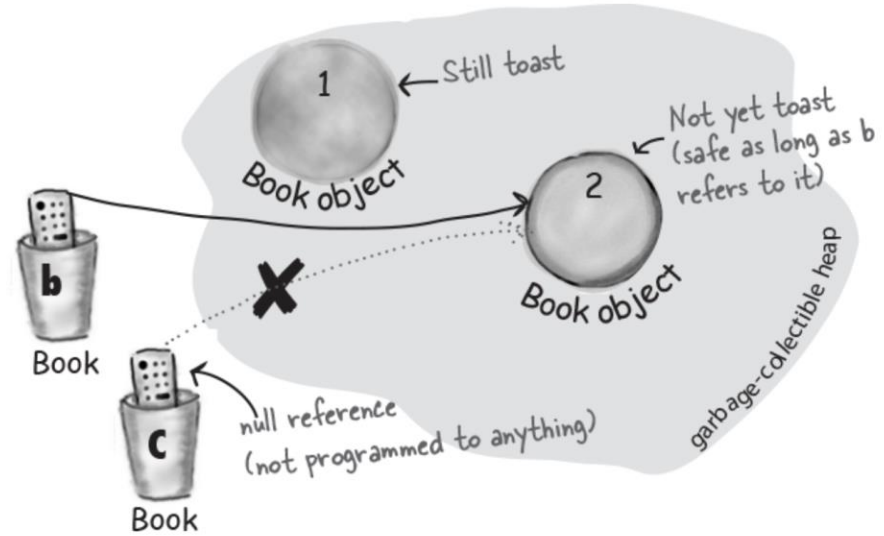 1
Still toast
Book object
Not yet toast
(safe as long as b
refers to it)
2
Book object
b
Book
garbage-collectible heap
null reference
(not programmed to anything)
c
Book